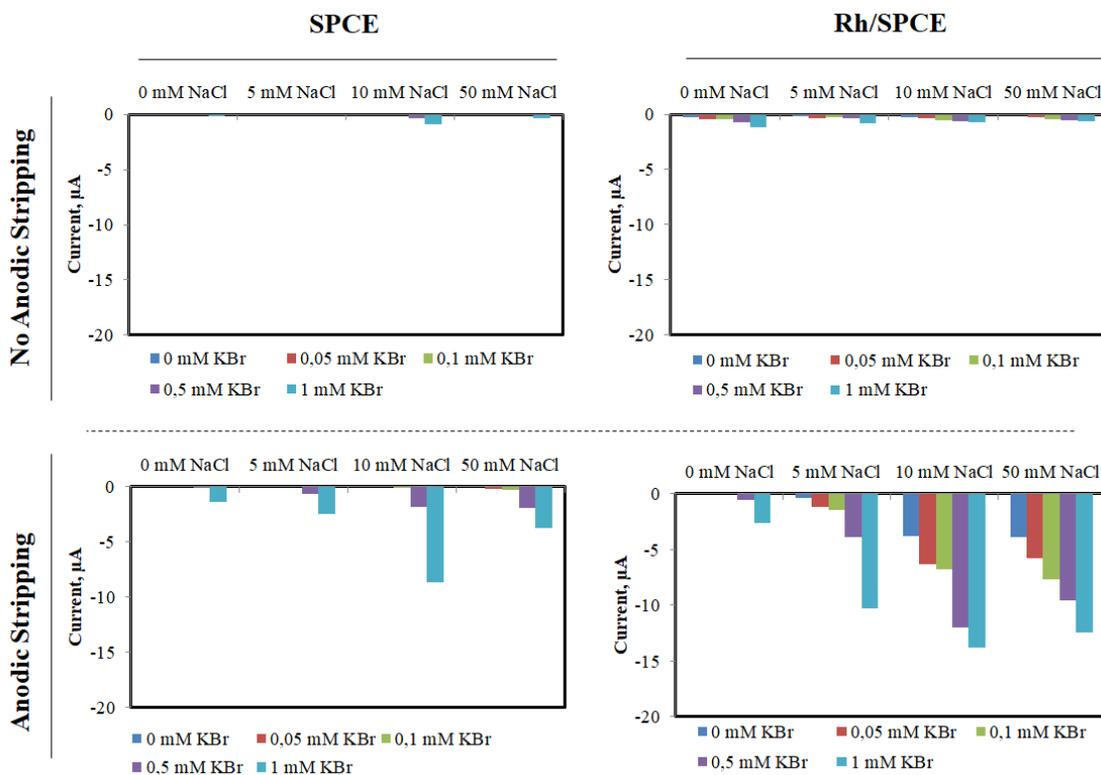 SPCE
Rh/SPCE
No Anodic Stripping
0 mM NaCl 5 mM NaCl 10 mM NaCl 50 mM NaCl
0
-5
-10
-15
-20
Current, µA
0 mM KBr 0,05 mM KBr 0,1 mM KBr
0,5 mM KBr 1 mM KBr
0 mM NaCl 5 mM NaCl 10 mM NaCl 50 mM NaCl
0
-5
-10
-15
-20
Current, µA
0 mM KBr 0,05 mM KBr 0,1 mM KBr
0,5 mM KBr 1 mM KBr
Anodic Stripping
0 mM NaCl 5 mM NaCl 10 mM NaCl 50 mM NaCl
0
-5
-10
-15
-20
Current, µA
0 mM KBr 0,05 mM KBr 0,1 mM KBr
0,5 mM KBr 1 mM KBr
0 mM NaCl 5 mM NaCl 10 mM NaCl 50 mM NaCl
0
-5
-10
-15
-20
Current, µA
0 mM KBr 0,05 mM KBr 0,1 mM KBr
0,5 mM KBr 1 mM KBr